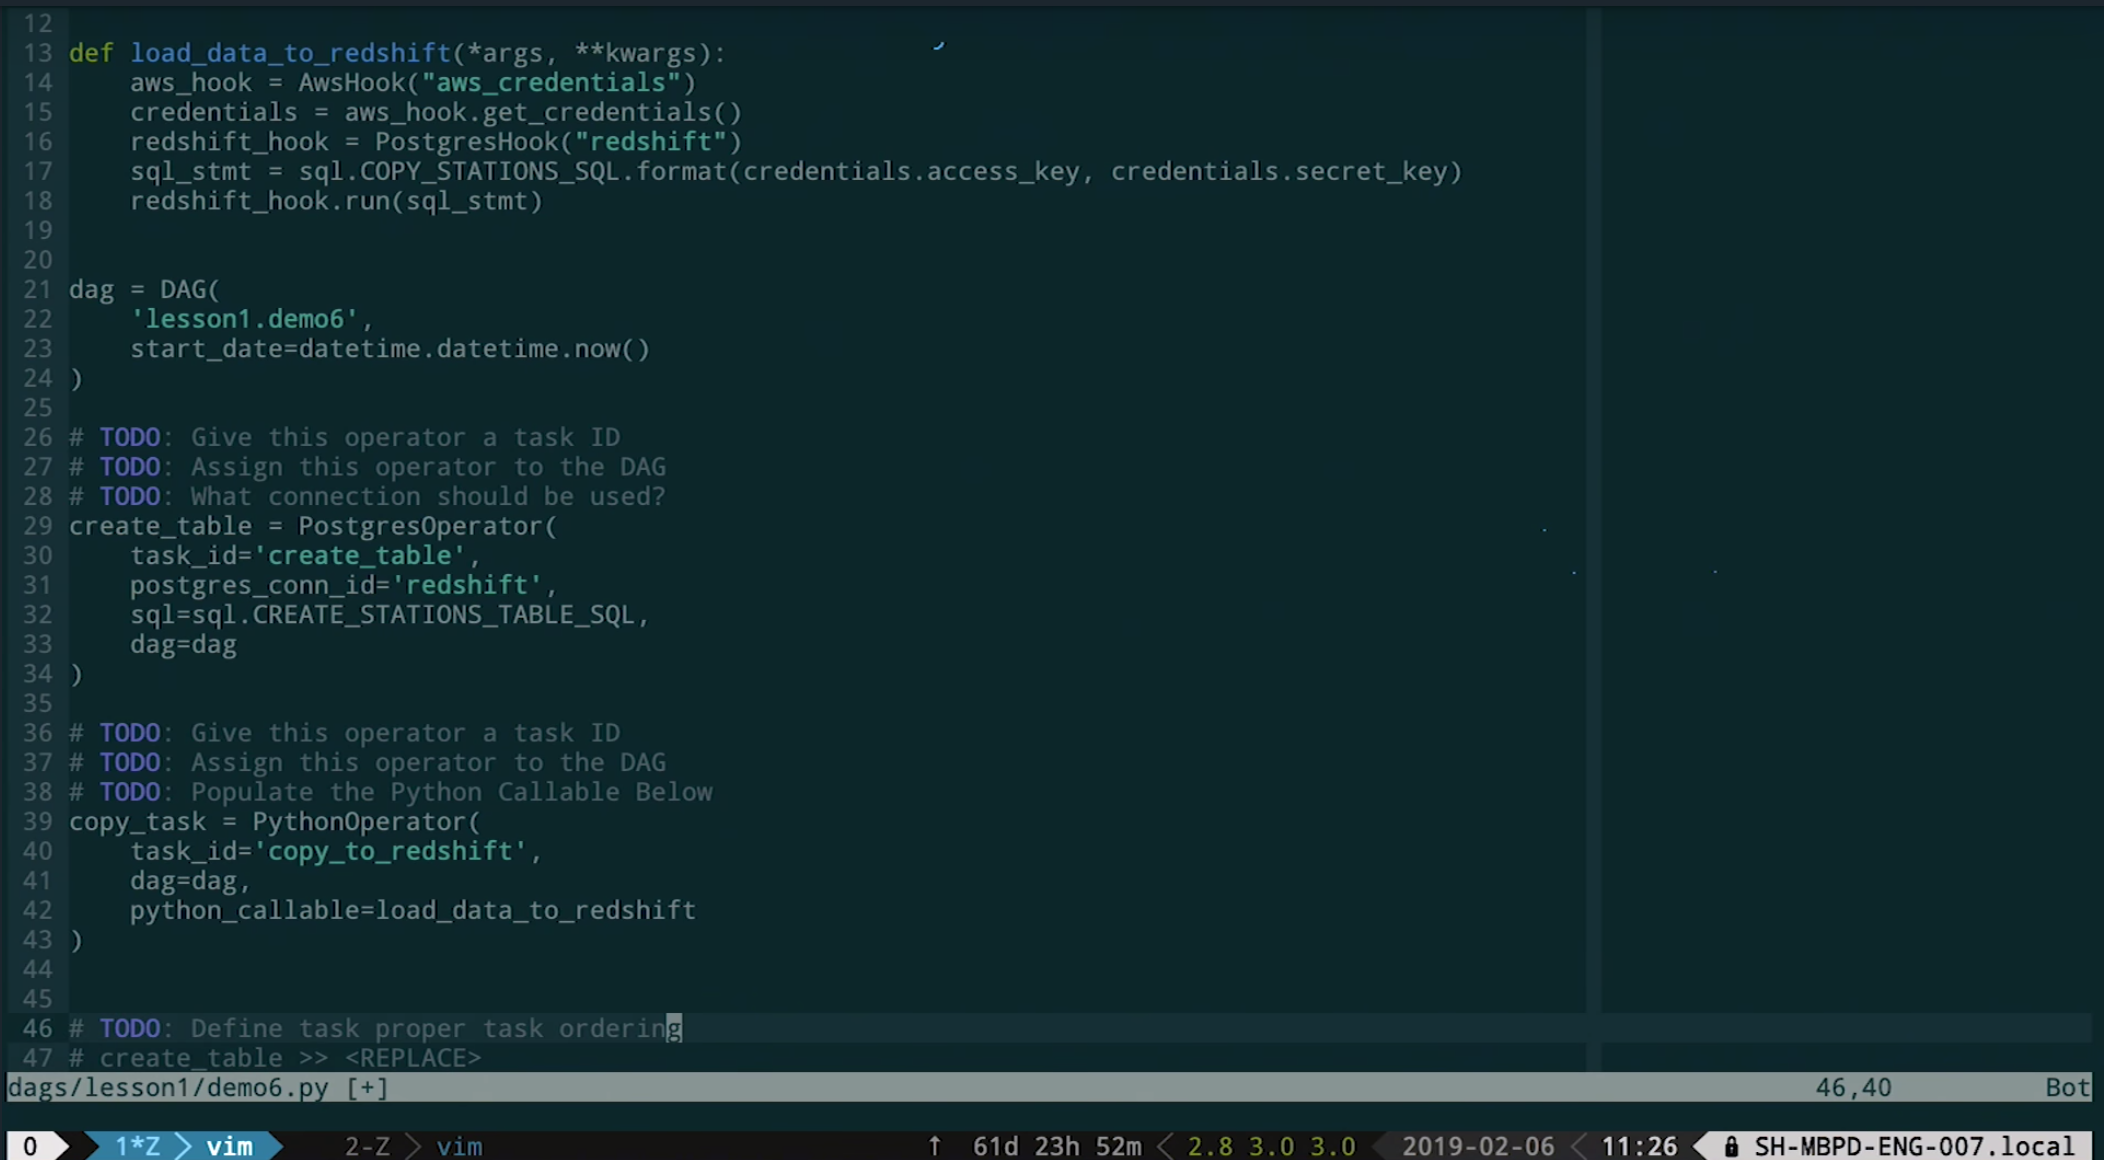 12
13 def load_data_to_redshift(*args, **kwargs):
14     aws_hook = AwsHook("aws_credentials")
15     credentials = aws_hook.get_credentials()
16     redshift_hook = PostgresHook("redshift")
17     sql_stmt = sql.COPY_STATIONS_SQL.format(credentials.access_key, credentials.secret_key)
18     redshift_hook.run(sql_stmt)
19
20
21 dag = DAG(
22     'lesson1.demo6',
23     start_date=datetime.datetime.now()
24 )
25
26 # TODO: Give this operator a task ID
27 # TODO: Assign this operator to the DAG
28 # TODO: What connection should be used?
29 create_table = PostgresOperator(
30     task_id='create_table',
31     postgres_conn_id='redshift',
32     sql=sql.CREATE_STATIONS_TABLE_SQL,
33     dag=dag
34 )
35
36 # TODO: Give this operator a task ID
37 # TODO: Assign this operator to the DAG
38 # TODO: Populate the Python Callable Below
39 copy_task = PythonOperator(
40     task_id='copy_to_redshift',
41     dag=dag,
42     python_callable=load_data_to_redshift
43 )
44
45
46 # TODO: Define task proper task ordering
47 # create_table >> <REPLACE>
dags/lesson1/demo6.py [+] 46,40 Bot
0 1*Z vim 2-Z vim ↑ 61d 23h 52m 2.8 3.0 3.0 2019-02-06 11:26 SH-MBPD-ENG-007.local